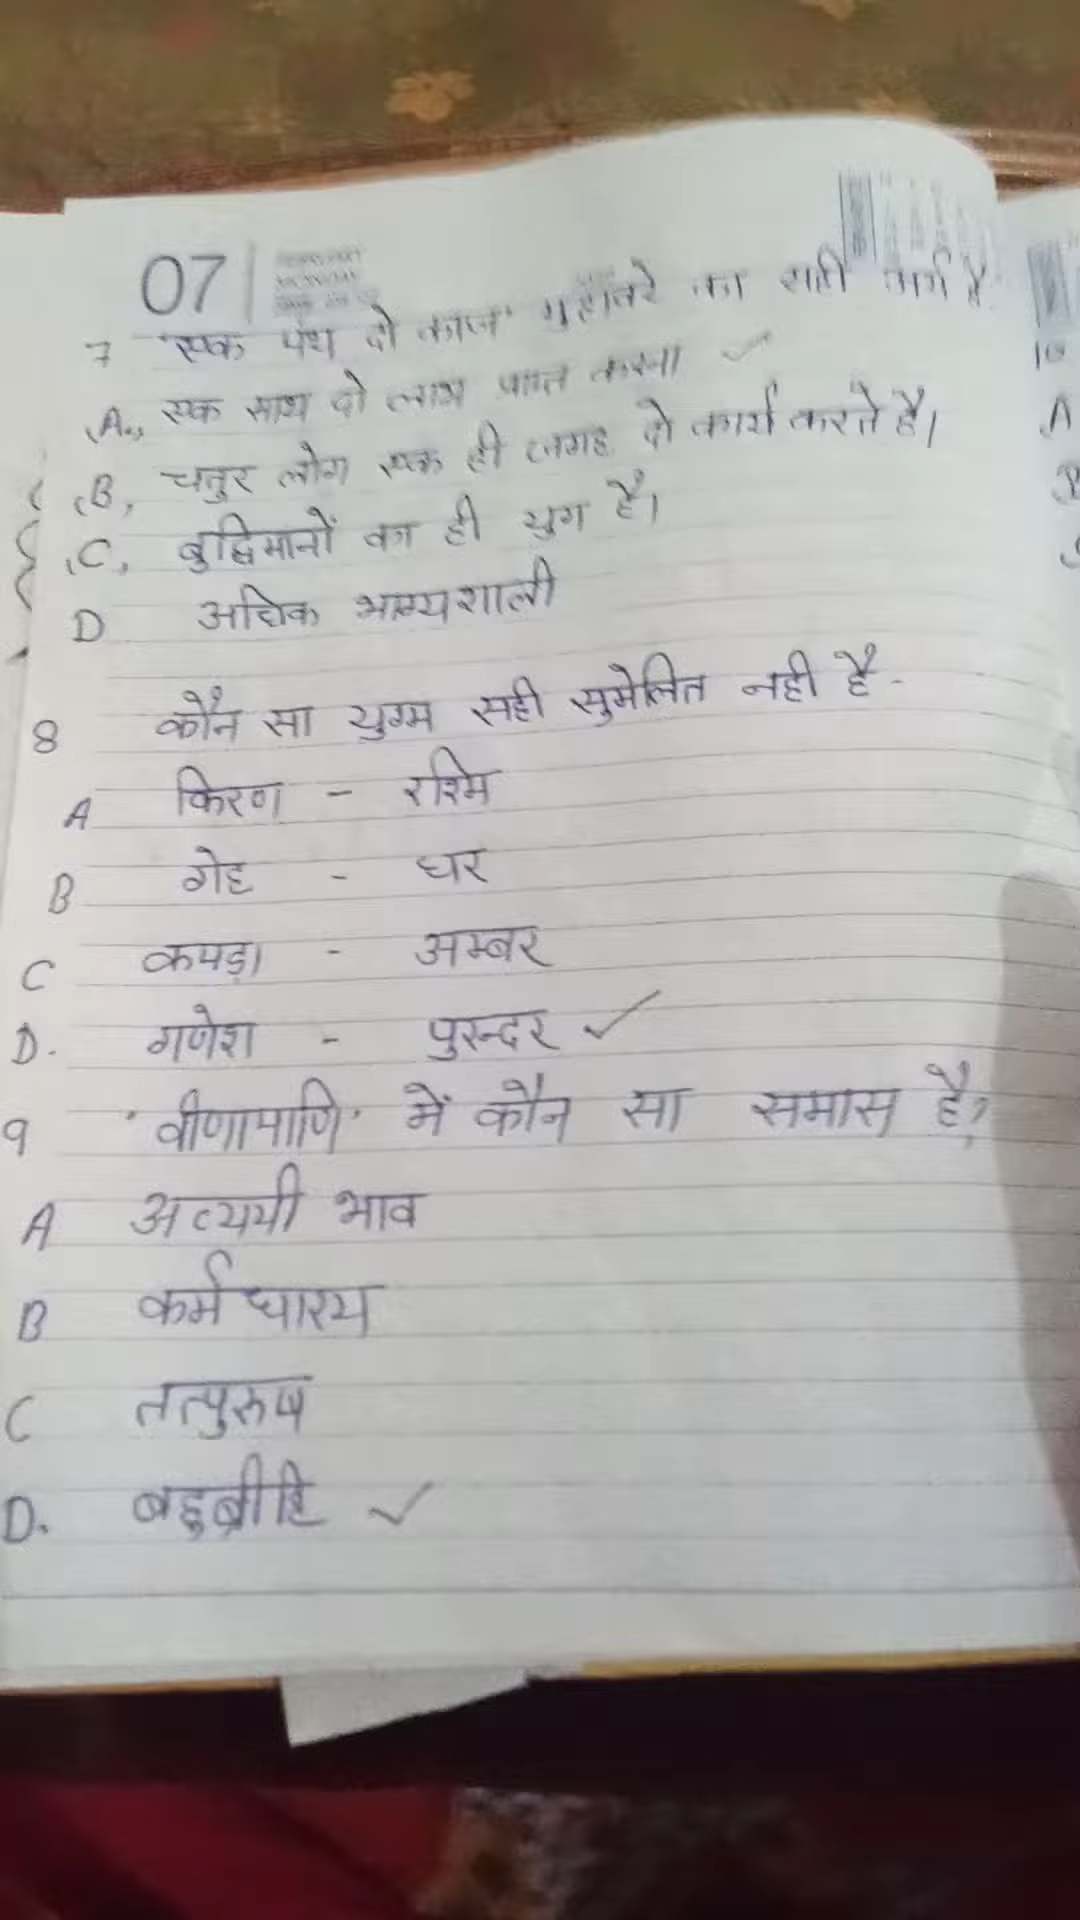 07
7 "एक पंथ दो काज" मुहावरे का सही अर्थ है
(A., एक साथ दो लाभ प्राप्त करना ✓
(B, चतुर लोग एक ही जगह दो कार्य करते है।
(C, बुद्धिमानों का ही युग है।
D अधिक भाग्यशाली
8 कौन सा युग्म सही सुमेलित नही है -
A किरण - रश्मि
B गेह - घर
C कपड़ा - अम्बर
D. गणेश - पुरन्दर ✓
9 'वीणापाणि' में कौन सा समास है?
A अव्ययी भाव
B कर्म धारय
C तत्पुरुष
D. बहुब्रीहि ✓
10
A
B